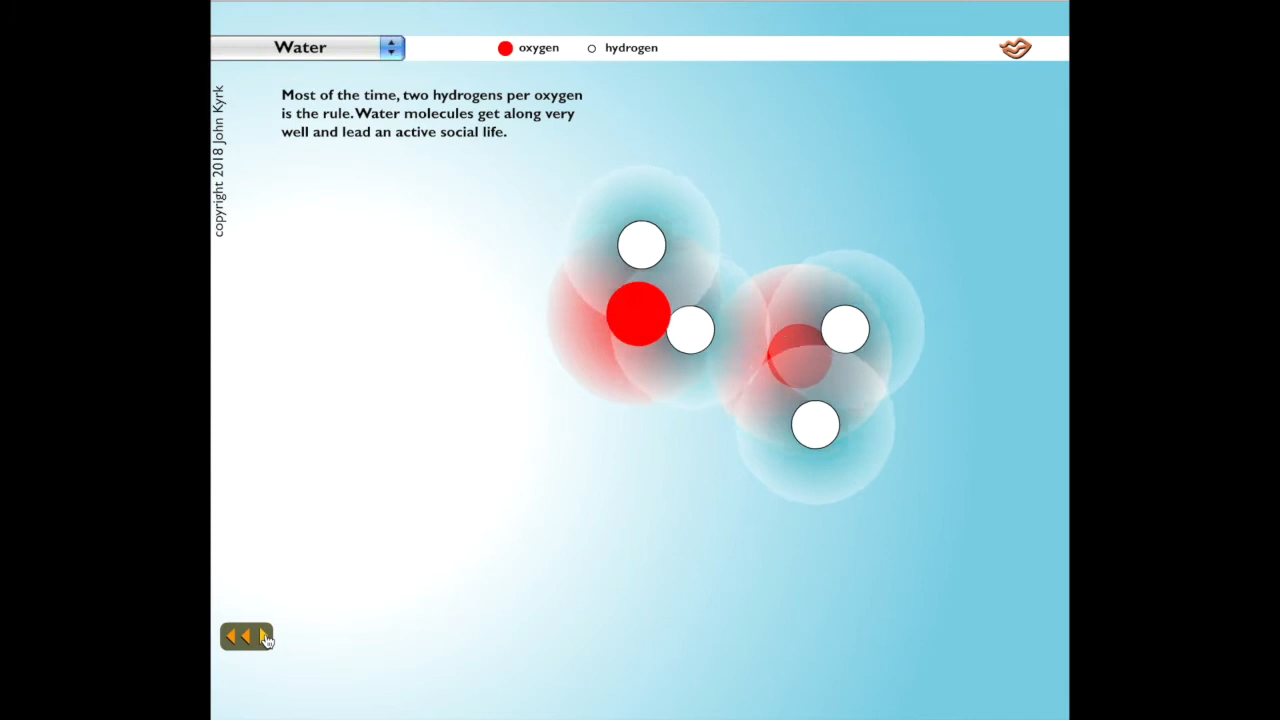 Water
oxygen
hydrogen
Most of the time, two hydrogens per oxygen
is the rule. Water molecules get along very
well and lead an active social life.
copyright 2018 John Kyrk